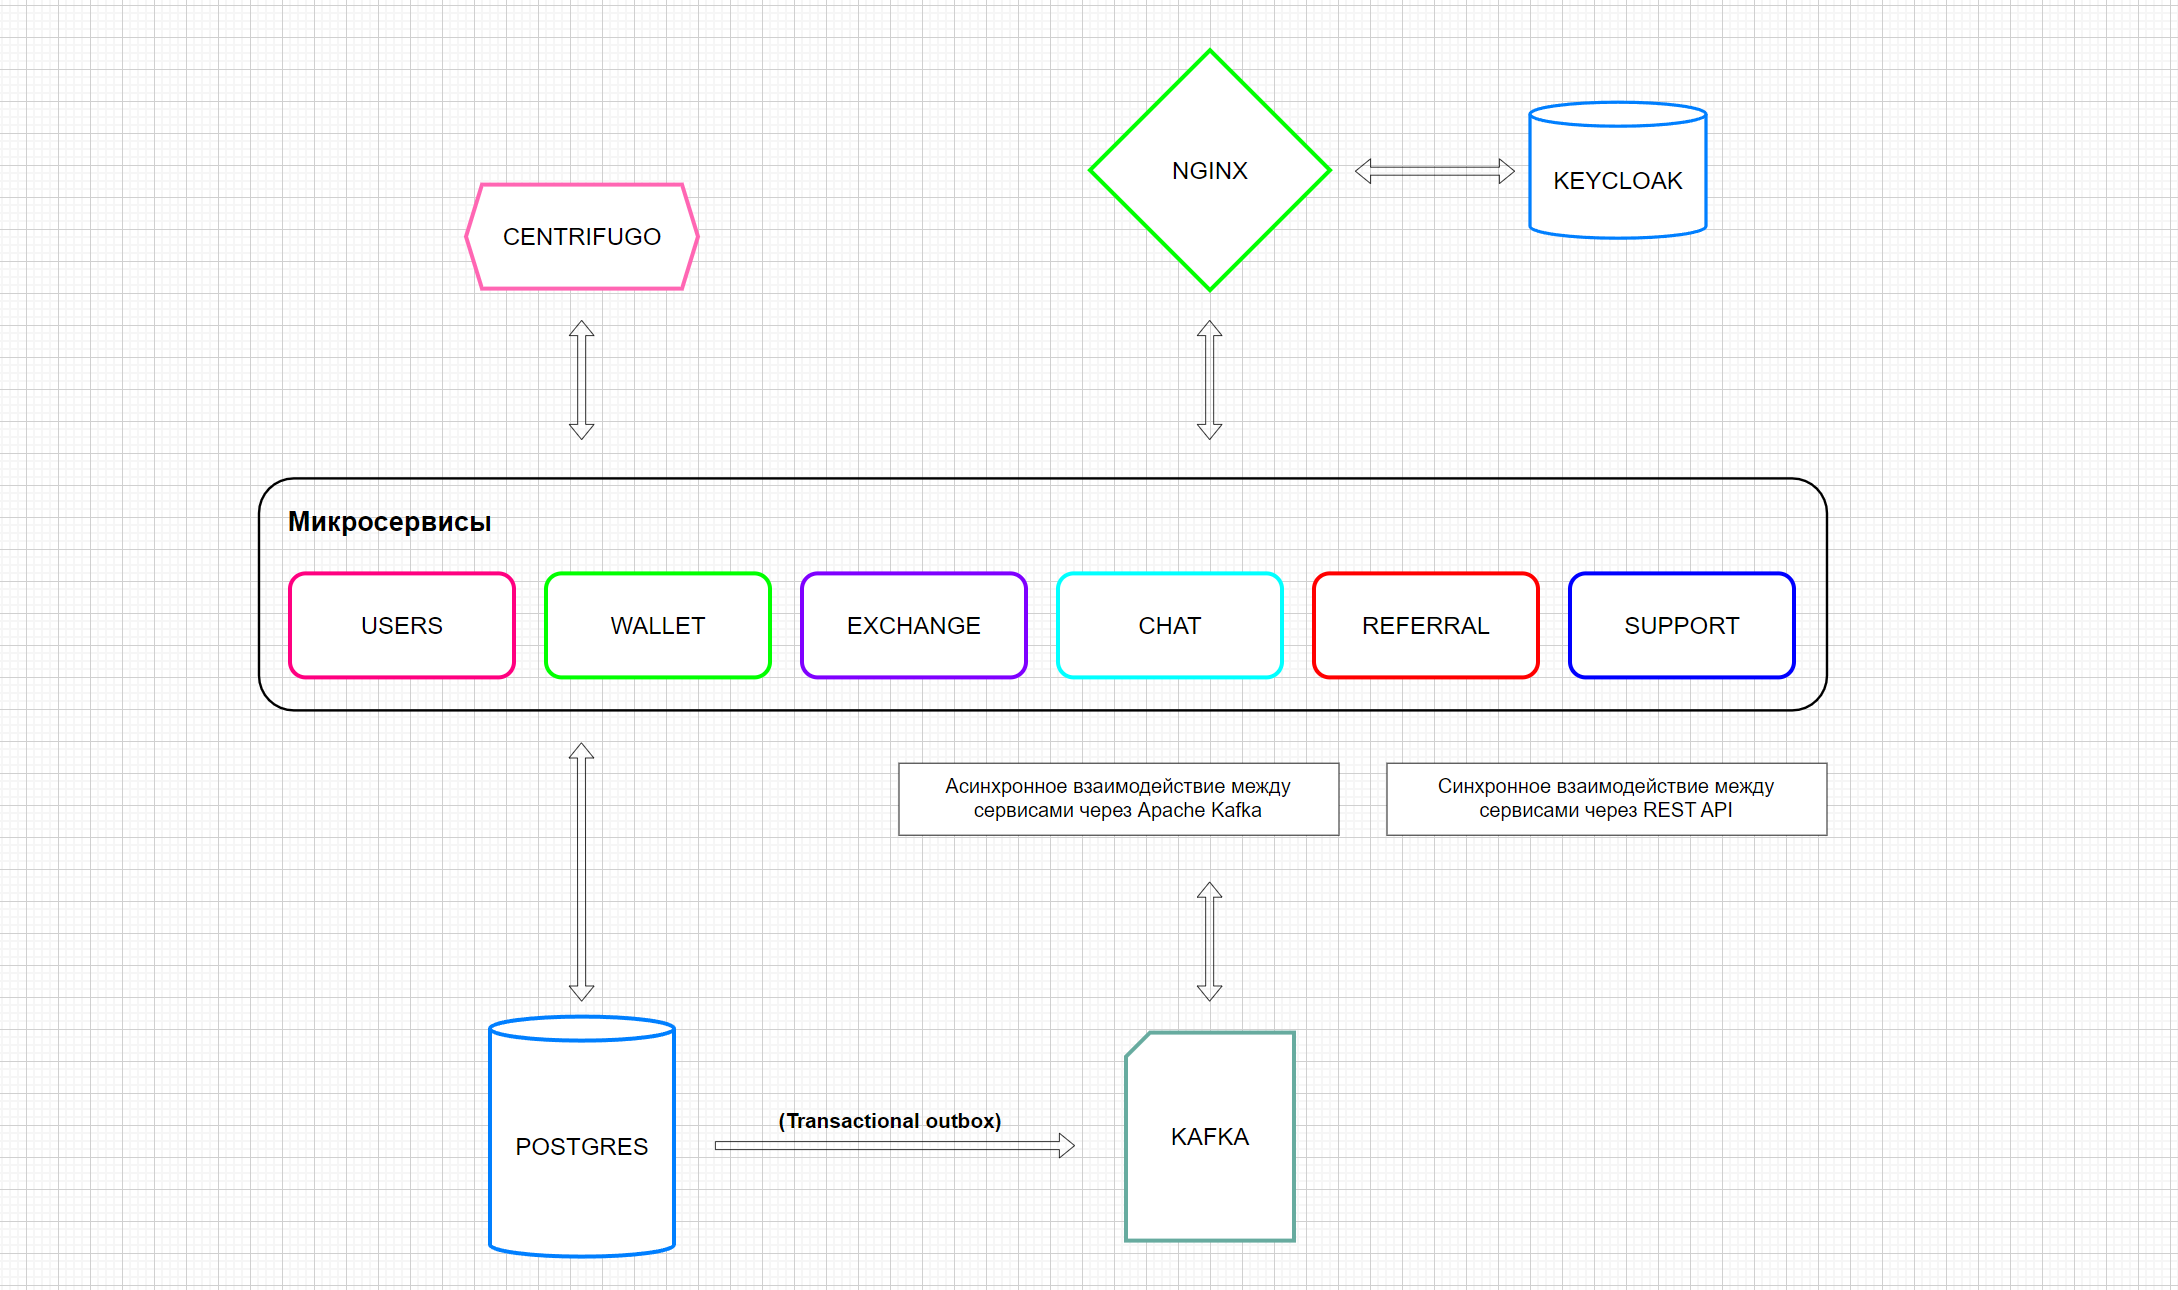 NGINX
KEYCLOAK
CENTRIFUGO
Микросервисы
USERS
WALLET
EXCHANGE
CHAT
REFERRAL
SUPPORT
Асинхронное взаимодействие между
сервисами через Apache Kafka
Синхронное взаимодействие между
сервисами через REST API
(Transactional outbox)
POSTGRES
KAFKA